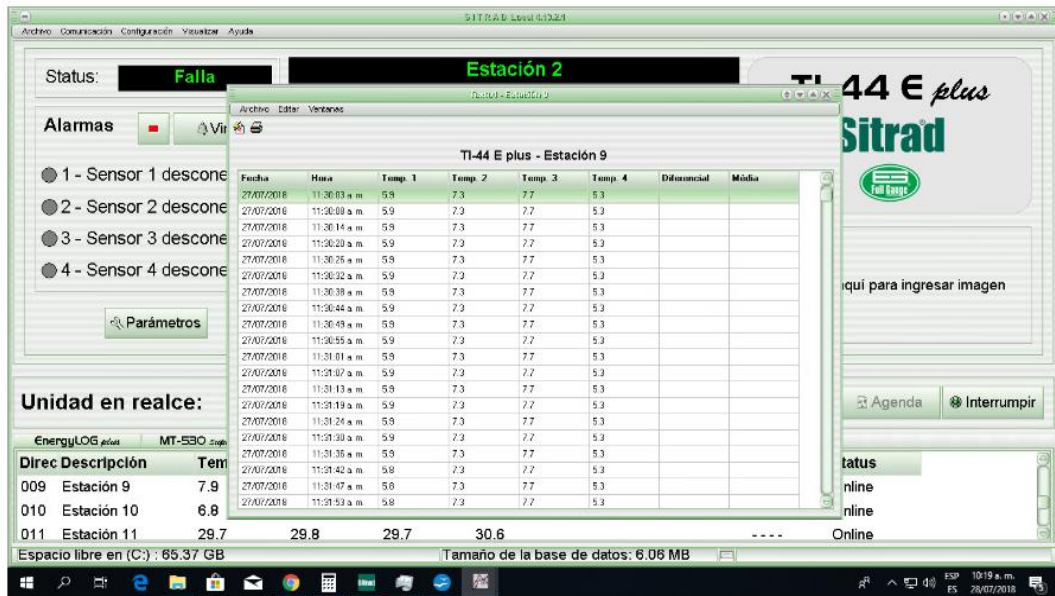 SITRAD Local 4.13.2.1
Archivo Comunicación Configuración Visualizar Ayuda
Status: Falla
Estación 2
TI-44 E plus
Alarmas
Sitrad
Full Gauge
1 - Sensor 1 descone
2 - Sensor 2 descone
3 - Sensor 3 descone
4 - Sensor 4 descone
Parámetros
quí para ingresar imagen
Archivo Editar Ventanas
TI-44 E plus - Estación 9
Fecha Hora Temp. 1 Temp. 2 Temp. 3 Temp. 4 Diferencial Média
27/07/2018 11:30:03 a. m. 5.9 7.3 7.7 5.3
27/07/2018 11:30:08 a. m. 5.9 7.3 7.7 5.3
27/07/2018 11:30:14 a. m. 5.9 7.3 7.7 5.3
27/07/2018 11:30:20 a. m. 5.9 7.3 7.7 5.3
27/07/2018 11:30:26 a. m. 5.9 7.3 7.7 5.3
27/07/2018 11:30:32 a. m. 5.9 7.3 7.7 5.3
27/07/2018 11:30:38 a. m. 5.9 7.3 7.7 5.3
27/07/2018 11:30:44 a. m. 5.9 7.3 7.7 5.3
27/07/2018 11:30:49 a. m. 5.9 7.3 7.7 5.3
27/07/2018 11:30:55 a. m. 5.9 7.3 7.7 5.3
27/07/2018 11:31:01 a. m. 5.9 7.3 7.7 5.3
27/07/2018 11:31:07 a. m. 5.9 7.3 7.7 5.3
27/07/2018 11:31:13 a. m. 5.9 7.3 7.7 5.3
27/07/2018 11:31:19 a. m. 5.9 7.3 7.7 5.3
27/07/2018 11:31:24 a. m. 5.9 7.3 7.7 5.3
27/07/2018 11:31:30 a. m. 5.9 7.3 7.7 5.3
27/07/2018 11:31:36 a. m. 5.9 7.3 7.7 5.3
27/07/2018 11:31:42 a. m. 5.8 7.3 7.7 5.3
27/07/2018 11:31:47 a. m. 5.8 7.3 7.7 5.3
27/07/2018 11:31:53 a. m. 5.8 7.3 7.7 5.3
Unidad en realce:
Agenda Interrumpir
EnergyLOG plus MT-530
Direc Descripción Tem tatus
009 Estación 9 7.9 nline
010 Estación 10 6.8 nline
011 Estación 11 29.7 29.8 29.7 30.6 ---- Online
Espacio libre en (C:) : 65.37 GB Tamaño de la base de datos: 6.06 MB
ESP 10:19 a. m.
ES 28/07/2018